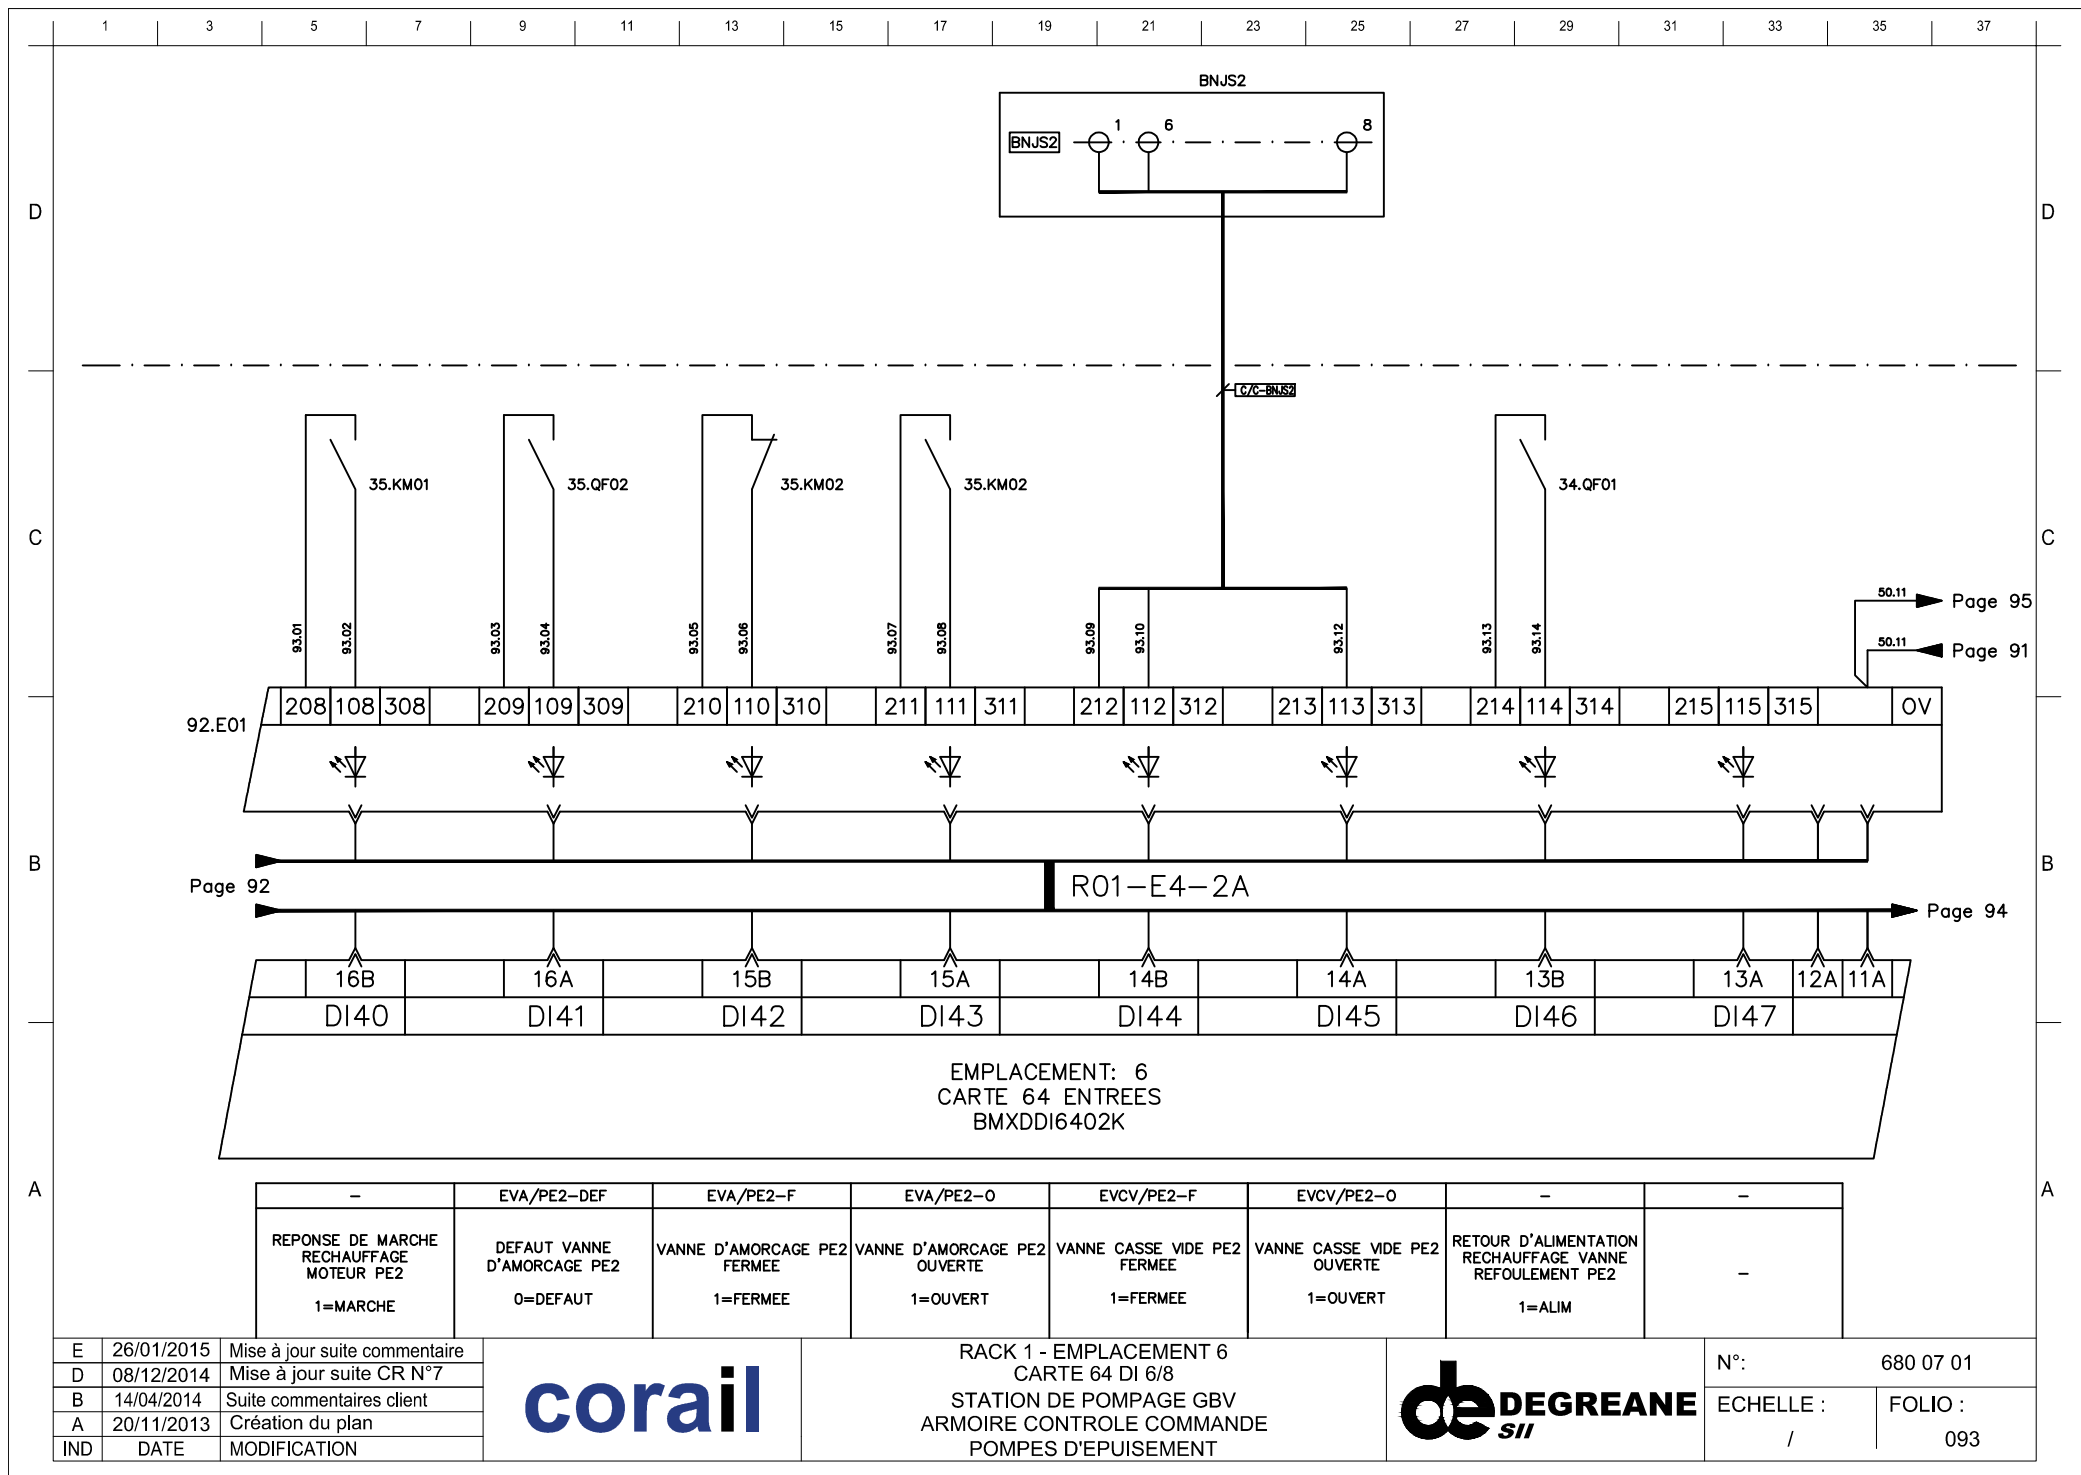 1 3 5 7 9 11 13 15 17 19 21 23 25 27 29 31 33 35 37
BNJS2
BNJS2 1 6 8
D D
C/C-BNJS2
35.KM01 35.QF02 35.KM02 35.KM02 34.QF01
C C
50.11 Page 95
93.01 93.02 93.03 93.04 93.05 93.06 93.07 93.08 93.09 93.10 93.12 93.13 93.14
50.11 Page 91
92.E01
208 108 308 209 109 309 210 110 310 211 111 311 212 112 312 213 113 313 214 114 314 215 115 315 0V
B B
Page 92
R01-E4-2A
Page 94
16B 16A 15B 15A 14B 14A 13B 13A 12A 11A
DI40 DI41 DI42 DI43 DI44 DI45 DI46 DI47
EMPLACEMENT: 6
CARTE 64 ENTREES
BMXDDI6402K
A A
- EVA/PE2-DEF EVA/PE2-F EVA/PE2-O EVCV/PE2-F EVCV/PE2-O - -
REPONSE DE MARCHE
RECHAUFFAGE
MOTEUR PE2
1=MARCHE
DEFAUT VANNE
D'AMORCAGE PE2
0=DEFAUT
VANNE D'AMORCAGE PE2
FERMEE
1=FERMEE
VANNE D'AMORCAGE PE2
OUVERTE
1=OUVERT
VANNE CASSE VIDE PE2
FERMEE
1=FERMEE
VANNE CASSE VIDE PE2
OUVERTE
1=OUVERT
RETOUR D'ALIMENTATION
RECHAUFFAGE VANNE
REFOULEMENT PE2
1=ALIM
-
E 26/01/2015 Mise à jour suite commentaire
D 08/12/2014 Mise à jour suite CR N°7
B 14/04/2014 Suite commentaires client
A 20/11/2013 Création du plan
IND DATE MODIFICATION
corail
RACK 1 - EMPLACEMENT 6
CARTE 64 DI 6/8
STATION DE POMPAGE GBV
ARMOIRE CONTROLE COMMANDE
POMPES D'EPUISEMENT
de DEGREANE
SII
N°: 680 07 01
ECHELLE :
/
FOLIO :
093